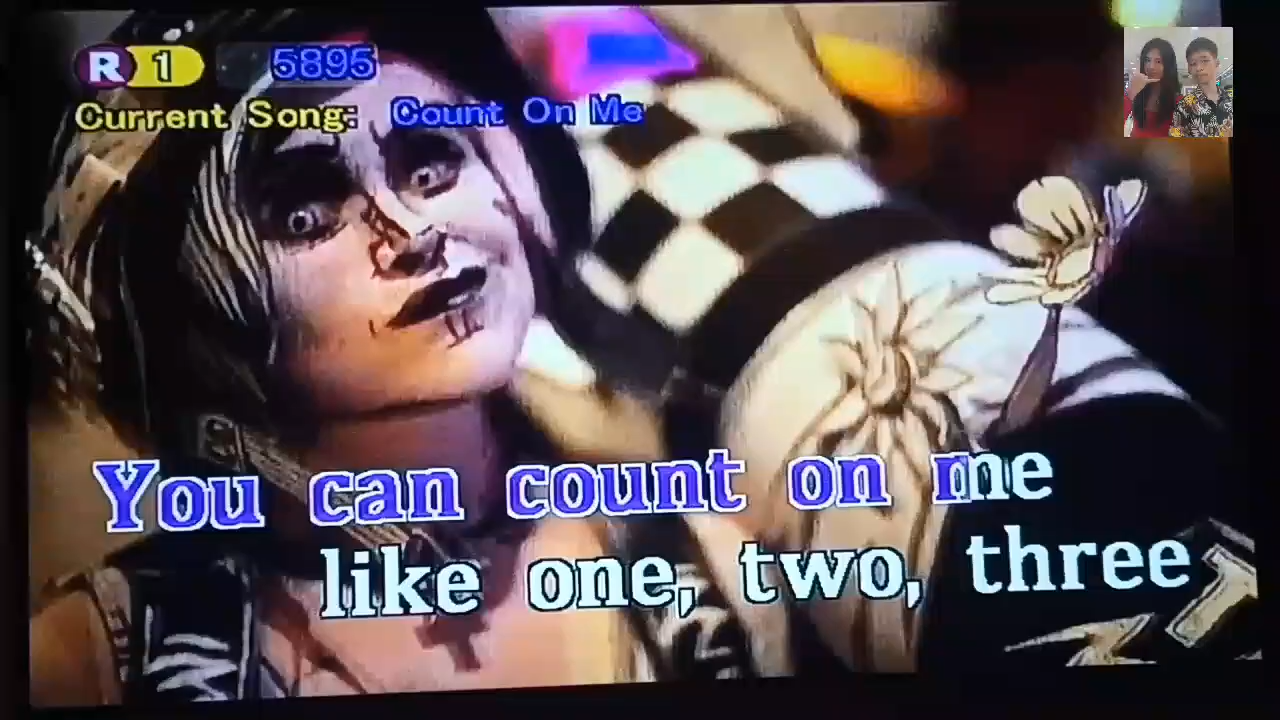 R 1 5895
Current Song: Count On Me
You can count on me
like one, two, three